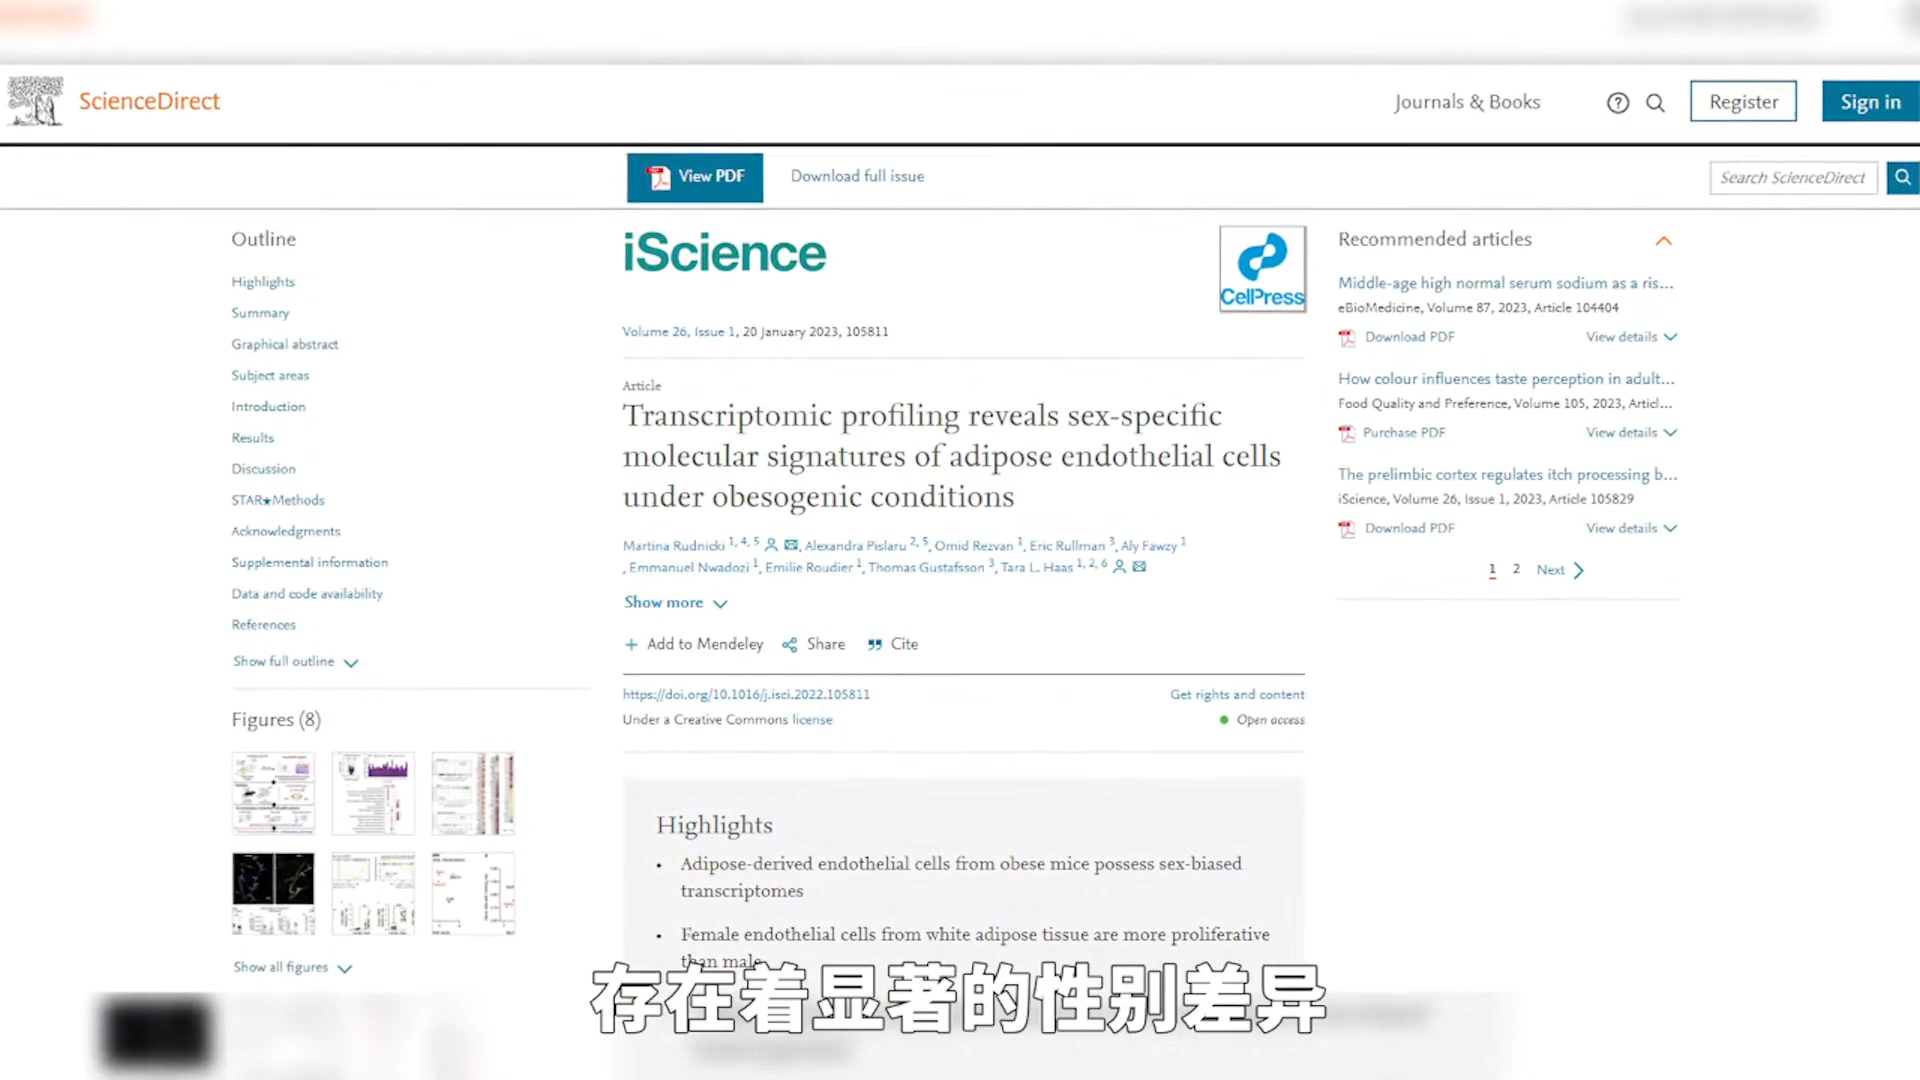 ScienceDirect
Journals & Books
Register
Sign in
View PDF
Download full issue
Search ScienceDirect
Outline
Highlights
Summary
Graphical abstract
Subject areas
Introduction
Results
Discussion
STAR★Methods
Acknowledgments
Supplemental information
Data and code availability
References
Show full outline
Figures (8)
Show all figures
iScience
CellPress
Volume 26, Issue 1, 20 January 2023, 105811
Article
Transcriptomic profiling reveals sex-specific
molecular signatures of adipose endothelial cells
under obesogenic conditions
Martina Rudnicki 1, 4, 5, Alexandra Pislaru 2, 5, Omid Rezvan 1, Eric Rullman 3, Aly Fawzy 1
, Emmanuel Nwadozi 1, Emilie Roudier 1, Thomas Gustafsson 3, Tara L. Haas 1, 2, 6
Show more
+ Add to Mendeley
Share
Cite
https://doi.org/10.1016/j.isci.2022.105811
Get rights and content
Under a Creative Commons license
Open access
Highlights
• Adipose-derived endothelial cells from obese mice possess sex-biased
transcriptomes
• Female endothelial cells from white adipose tissue are more proliferative
than male
存在着显著的性别差异
Recommended articles
Middle-age high normal serum sodium as a ris...
eBioMedicine, Volume 87, 2023, Article 104404
Download PDF
View details
How colour influences taste perception in adult...
Food Quality and Preference, Volume 105, 2023, Articl...
Purchase PDF
View details
The prelimbic cortex regulates itch processing b...
iScience, Volume 26, Issue 1, 2023, Article 105829
Download PDF
View details
1 2 Next